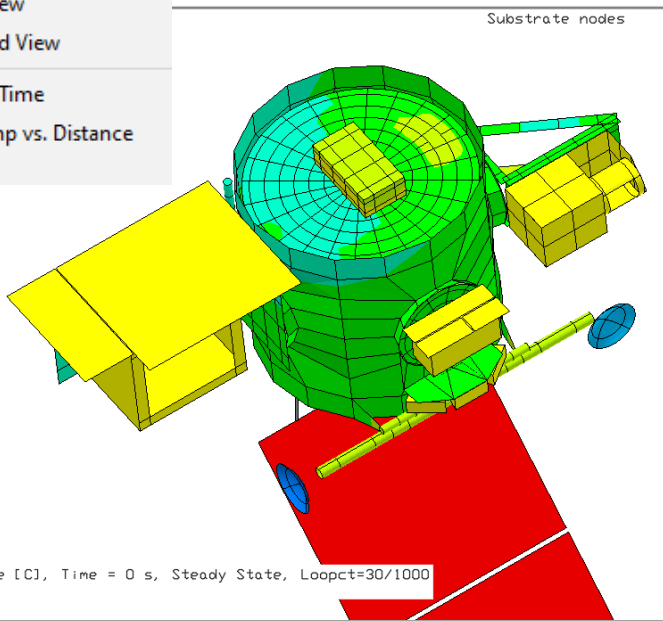 ew
d View
Time
np vs. Distance
Substrate nodes
e [C], Time = 0 s, Steady State, Loopct=30/1000